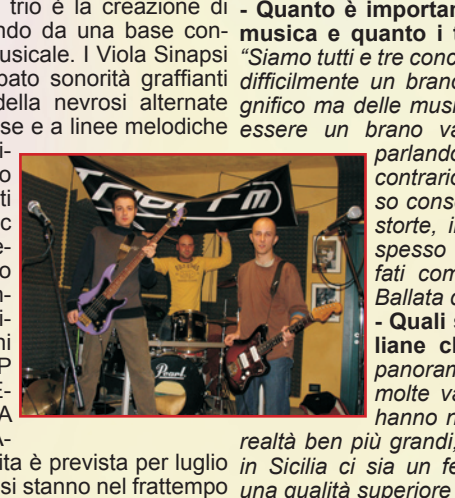 trio è la creazione di
ndo da una base con-
usicale. I Viola Sinapsi
pato sonorità graffianti
della nevrosi alternate
se e a linee melodiche
i-
o
ti
c
e-
o
n-
i-
ni
P
E-
A
A-
ita è prevista per luglio
si stanno nel frattempo
Pearl
- Quanto è importan
musica e quanto i t
“Siamo tutti e tre conc
difficilmente un brano
gnifico ma delle musi
essere un brano va
parlando
contrario
so conse
storte, i
spesso
fati com
Ballata d
- Quali s
liane ch
panoram
molte va
hanno n
realtà ben più grandi,
in Sicilia ci sia un fe
una qualità superiore